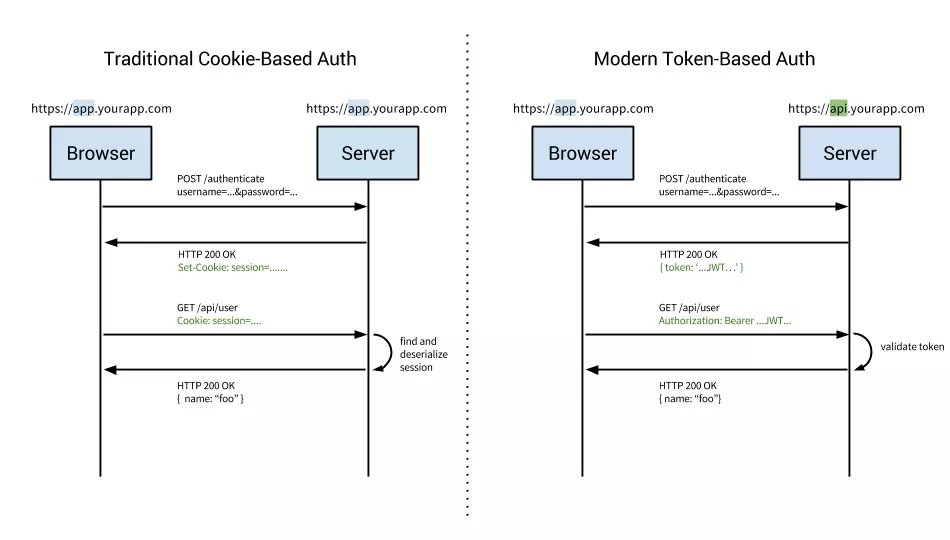 Traditional Cookie-Based Auth
https://app.yourapp.com
https://app.yourapp.com
Browser
Server
POST /authenticate
username=...&password=...
HTTP 200 OK
Set-Cookie: session=.......
GET /api/user
Cookie: session=....
find and
deserialize
session
HTTP 200 OK
{ name: “foo” }
Modern Token-Based Auth
https://app.yourapp.com
https://api.yourapp.com
Browser
Server
POST /authenticate
username=...&password=...
HTTP 200 OK
{ token: ‘...JWT...’ }
GET /api/user
Authorization: Bearer ...JWT...
validate token
HTTP 200 OK
{ name: “foo”}